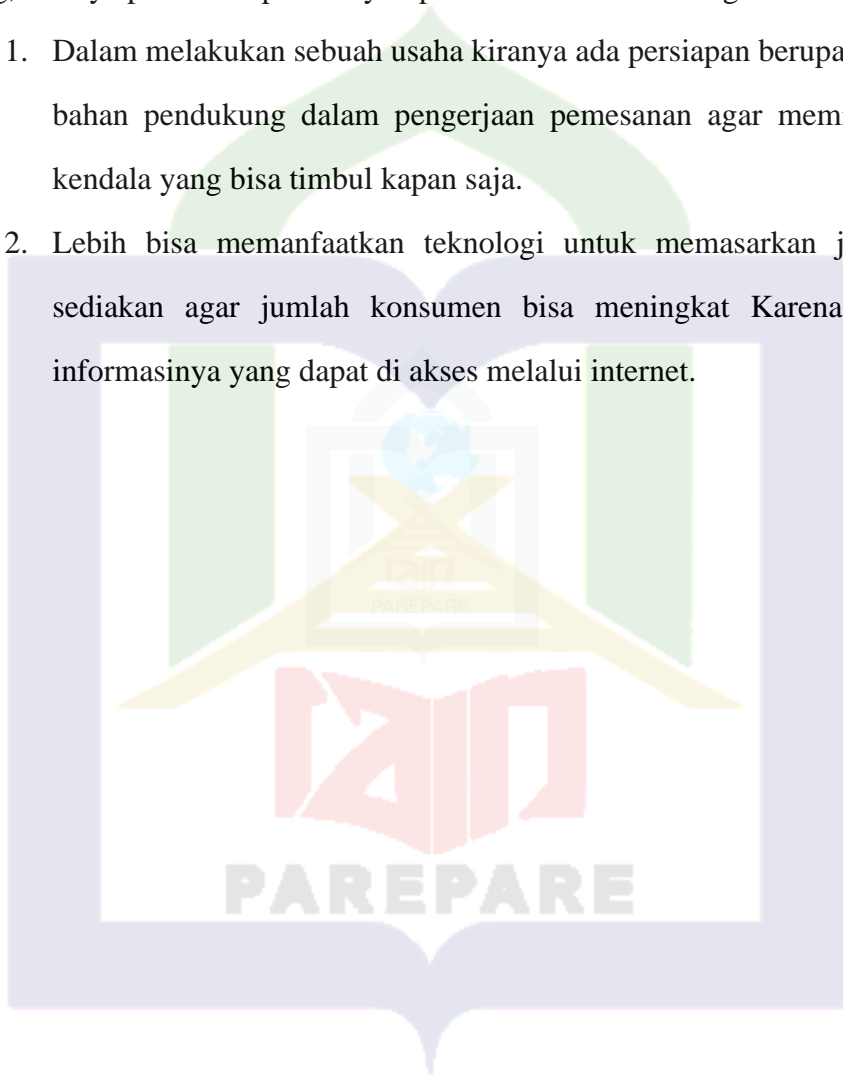 1. Dalam melakukan sebuah usaha kiranya ada persiapan berupa
bahan pendukung dalam pengerjaan pemesanan agar mem
kendala yang bisa timbul kapan saja.
2. Lebih bisa memanfaatkan teknologi untuk memasarkan j
sediakan agar jumlah konsumen bisa meningkat Karena
informasinya yang dapat di akses melalui internet.
iain
PAREPARE
iain
PAREPARE